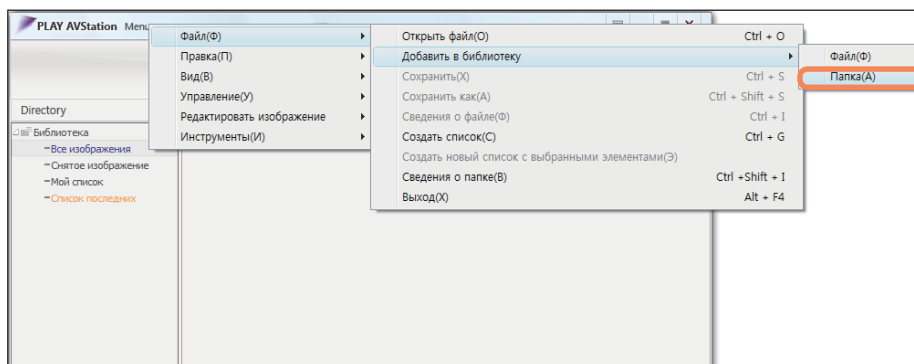 PLAY AVStation Menu
Файл(Ф)
Правка(П)
Вид(В)
Управление(У)
Редактировать изображение
Инструменты(И)
Открыть файл(О) Ctrl + O
Добавить в библиотеку
Сохранить(Х) Ctrl + S
Сохранить как(А) Ctrl + Shift + S
Сведения о файле(Ф) Ctrl + I
Создать список(С) Ctrl + G
Создать новый список с выбранными элементами(Э)
Сведения о папке(В) Ctrl +Shift + I
Выход(Х) Alt + F4
Файл(Ф)
Папка(А)
Directory
Библиотека
Все изображения
Снятое изображение
Мой список
Список последних